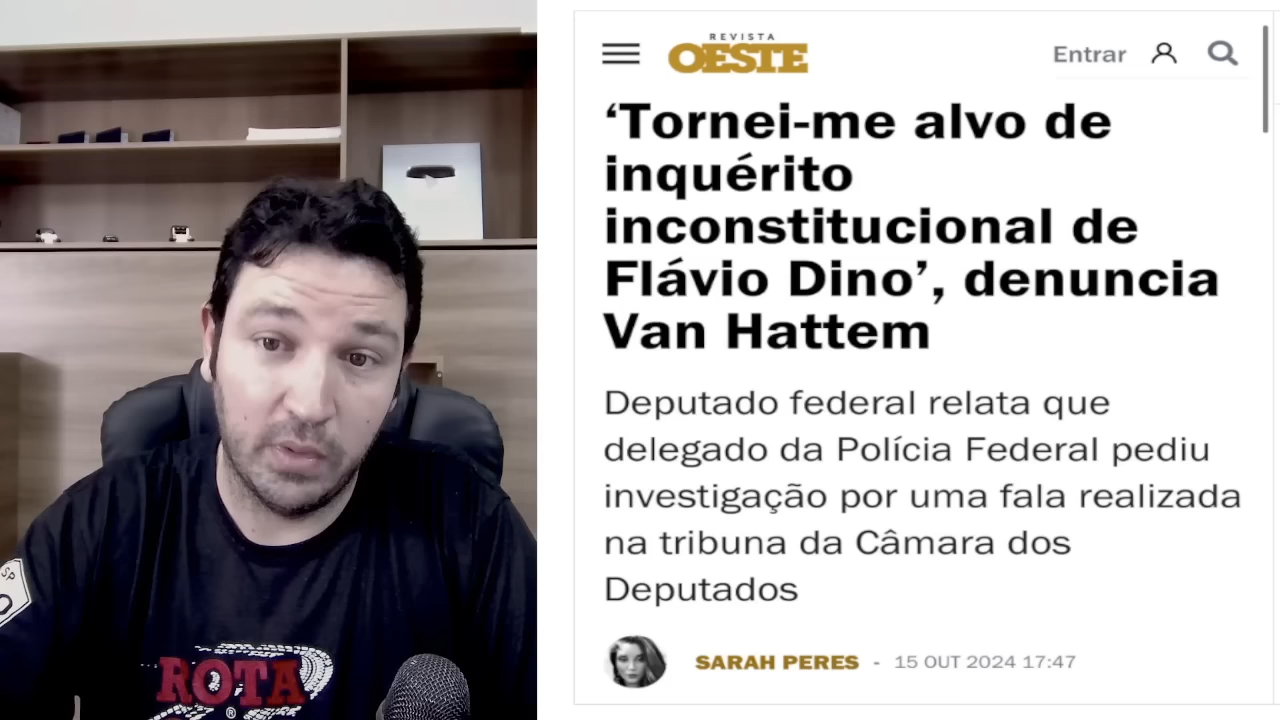 REVISTA
OESTE
Entrar
‘Tornei-me alvo de
inquérito
inconstitucional de
Flávio Dino’, denuncia
Van Hattem
Deputado federal relata que
delegado da Polícia Federal pediu
investigação por uma fala realizada
na tribuna da Câmara dos
Deputados
SARAH PERES - 15 OUT 2024 17:47
SP
ROTA
®